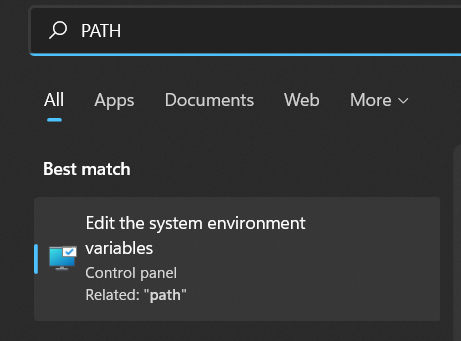 PATH
All Apps Documents Web More
Best match
Edit the system environment
variables
Control panel
Related: "path"